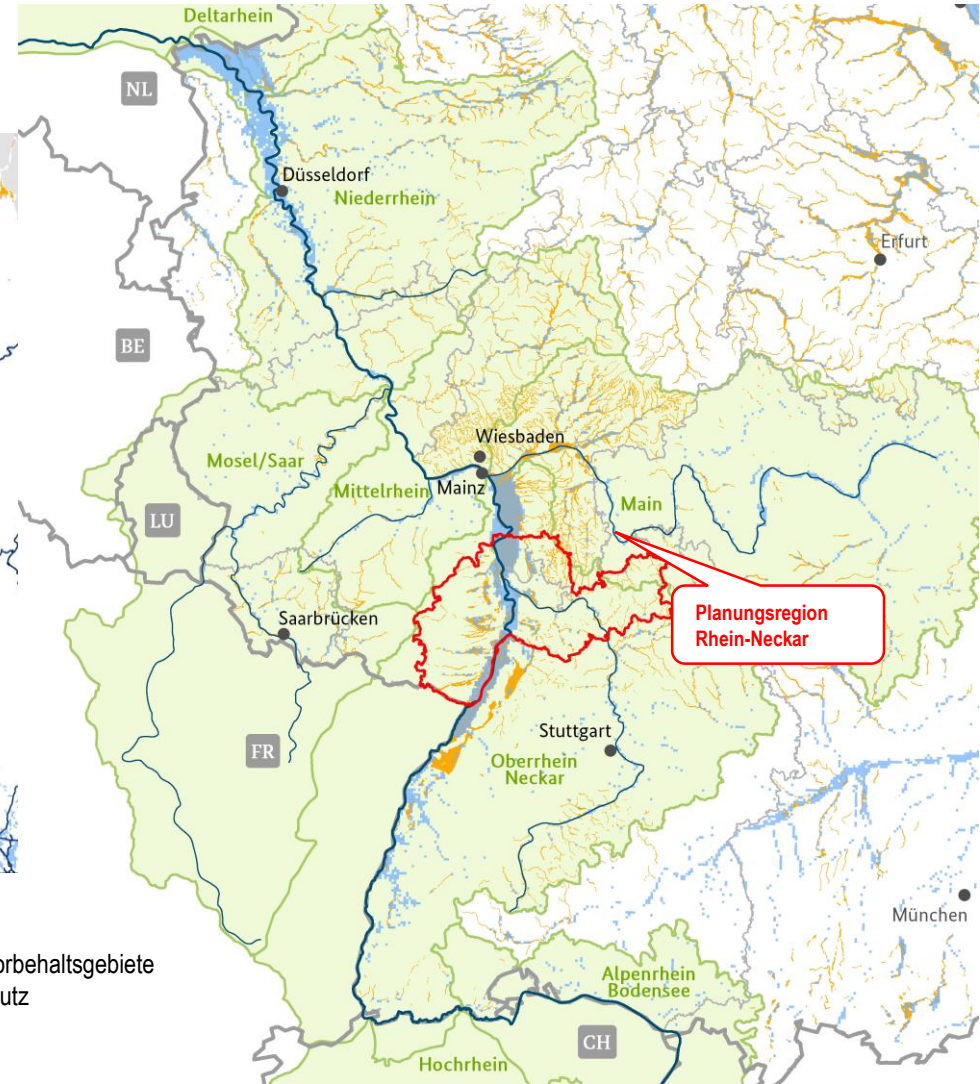 Deltarhein
NL
Düsseldorf
Niederrhein
Erfurt
BE
Wiesbaden
Mosel/Saar
Mainz
Mittelrhein
Main
LU
Planungsregion
Rhein-Neckar
Saarbrücken
FR
Stuttgart
Oberrhein
Neckar
München
orbehaltsgebiete
utz
Alpenrhein
Bodensee
CH
Hochrhein